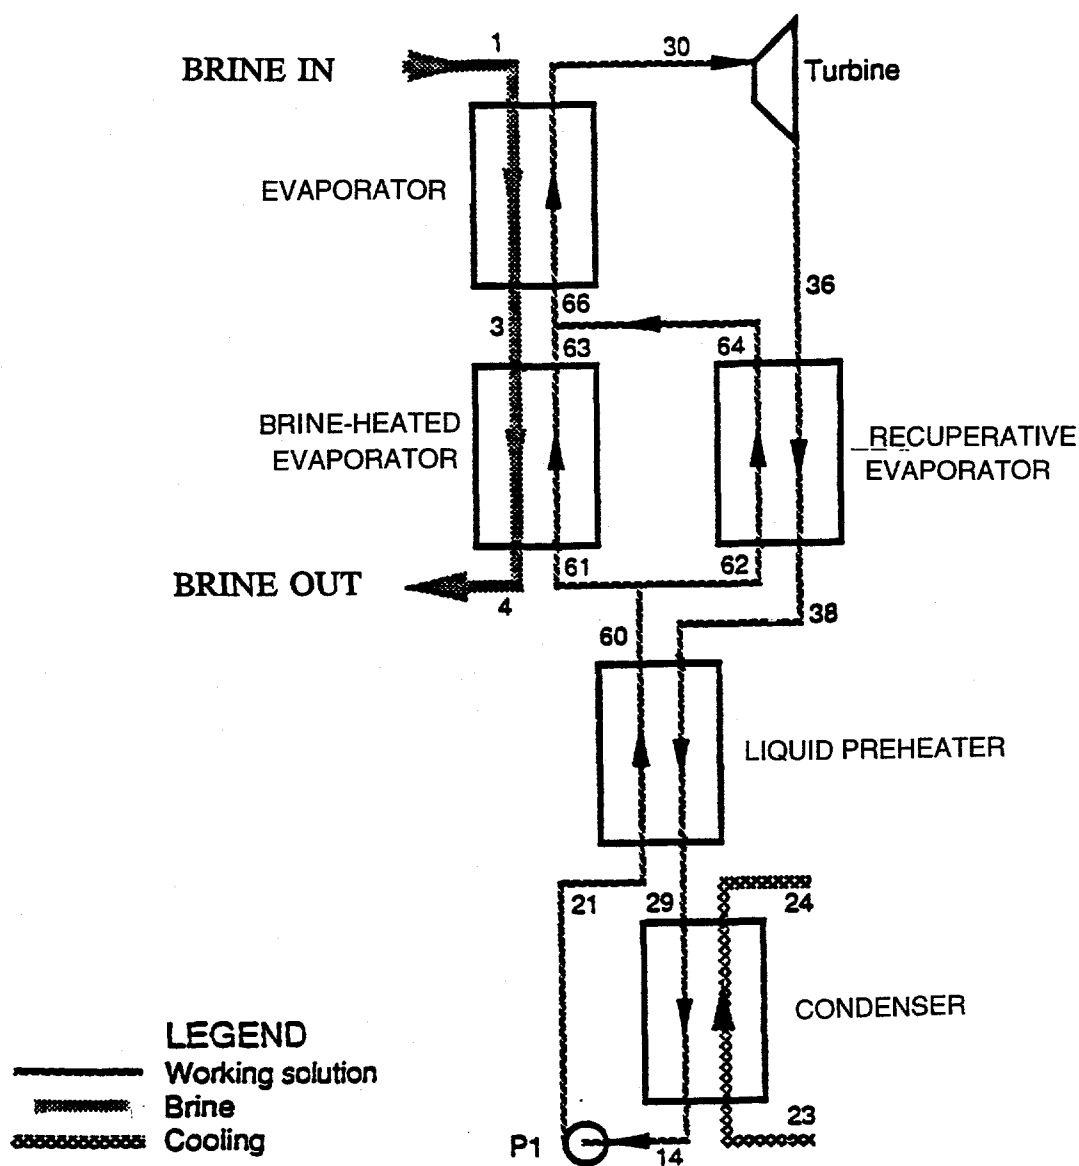 1
30
BRINE IN
Turbine
EVAPORATOR
36
66
3
63
64
BRINE-HEATED
EVAPORATOR
RECUPERATIVE
EVAPORATOR
61
62
BRINE OUT
4
38
60
LIQUID PREHEATER
21
29
24
CONDENSER
LEGEND
Working solution
Brine
Cooling
23
P1
14